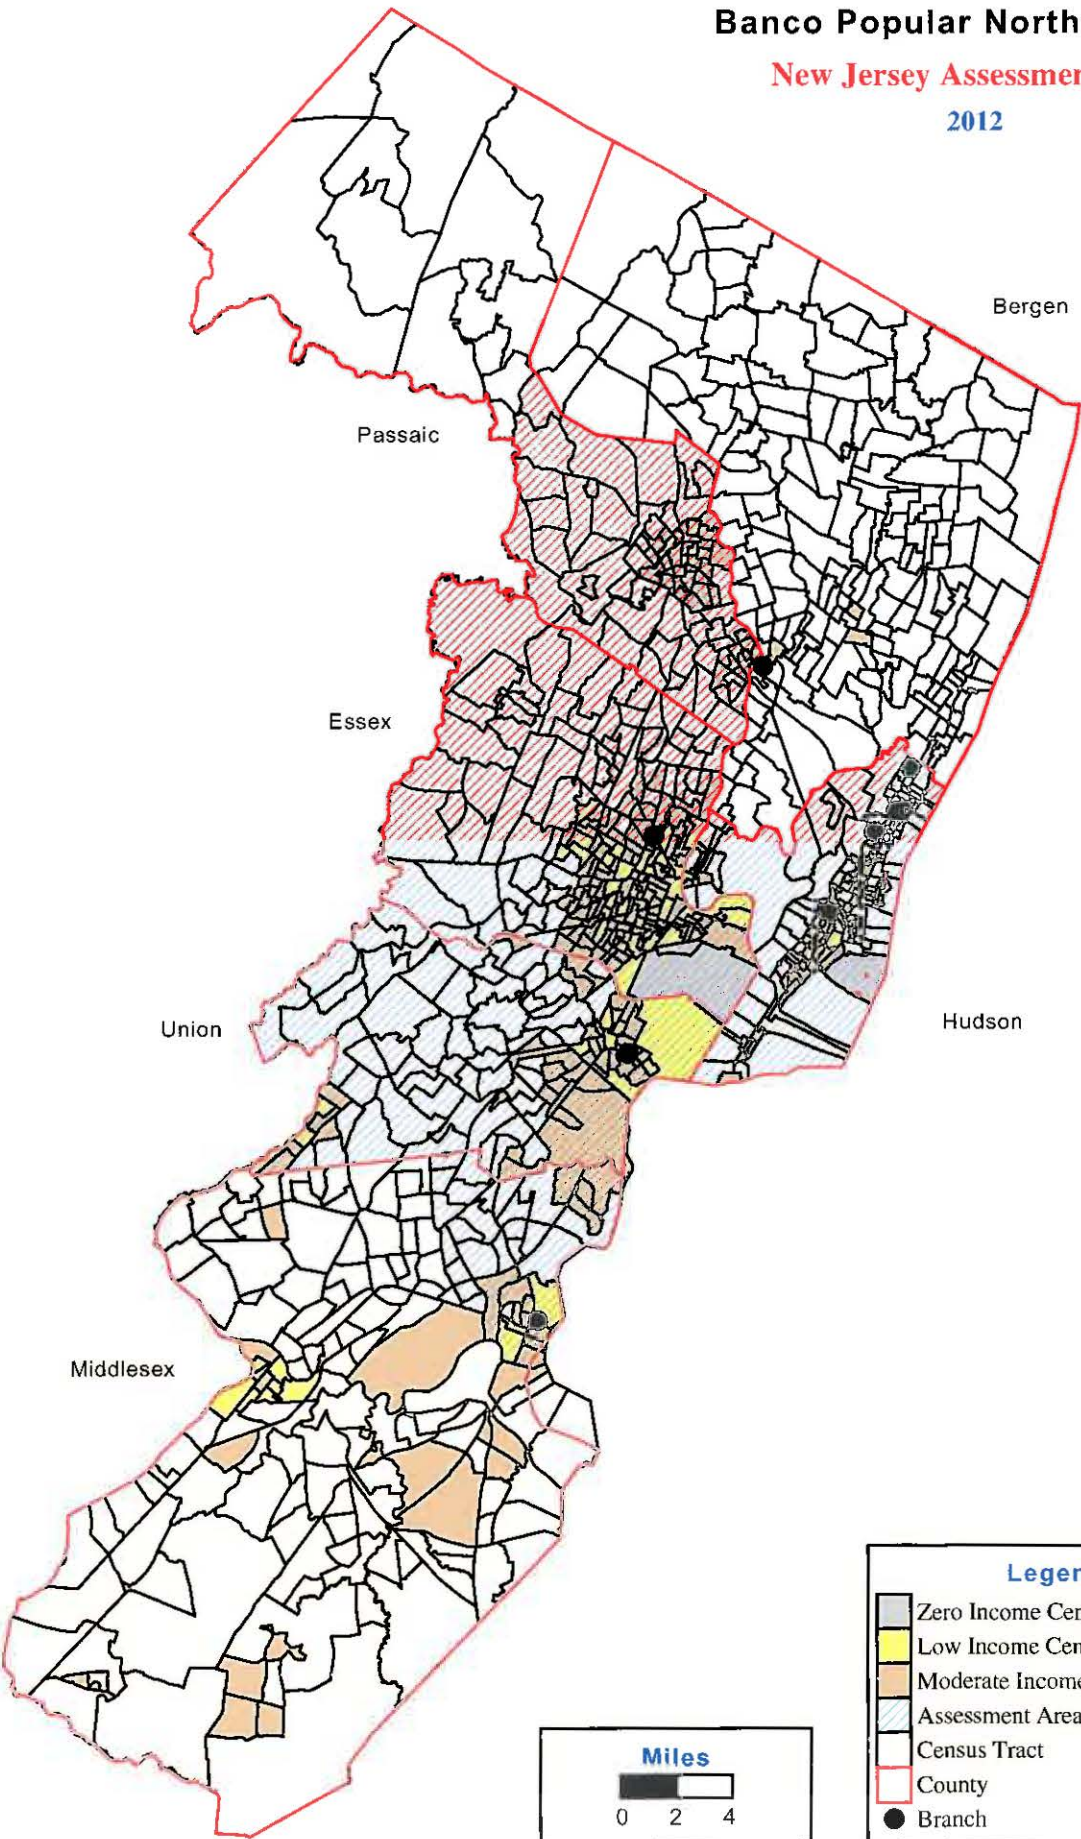 Banco Popular North
New Jersey Assessmen
2012
Bergen
Passaic
Essex
Union
Hudson
Middlesex
Miles
0 2 4
Legen
Zero Income Cen
Low Income Cen
Moderate Income
Assessment Area
Census Tract
County
Branch